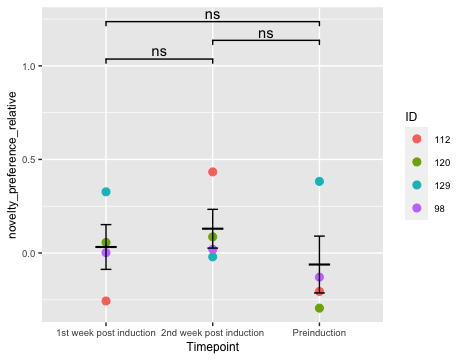 ns
ns
ns
1.0
0.5
0.0
novelty_preference_relative
1st week post induction
2nd week post induction
Preinduction
Timepoint
ID
112
120
129
98